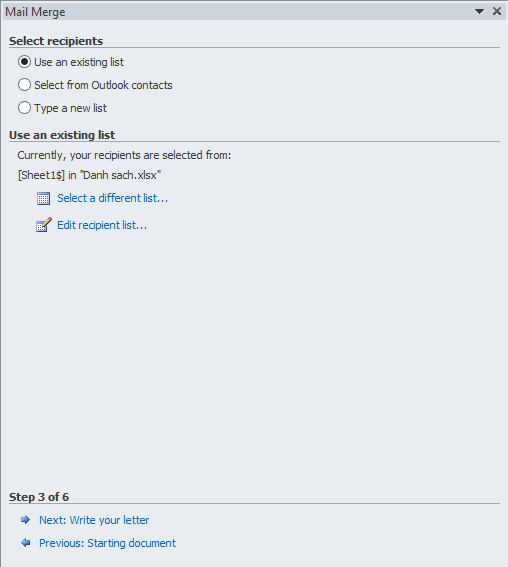 Mail Merge
Select recipients
Use an existing list
Select from Outlook contacts
Type a new list
Use an existing list
Currently, your recipients are selected from:
[Sheet1$] in "Danh sach.xlsx"
Select a different list...
Edit recipient list...
Step 3 of 6
Next: Write your letter
Previous: Starting document